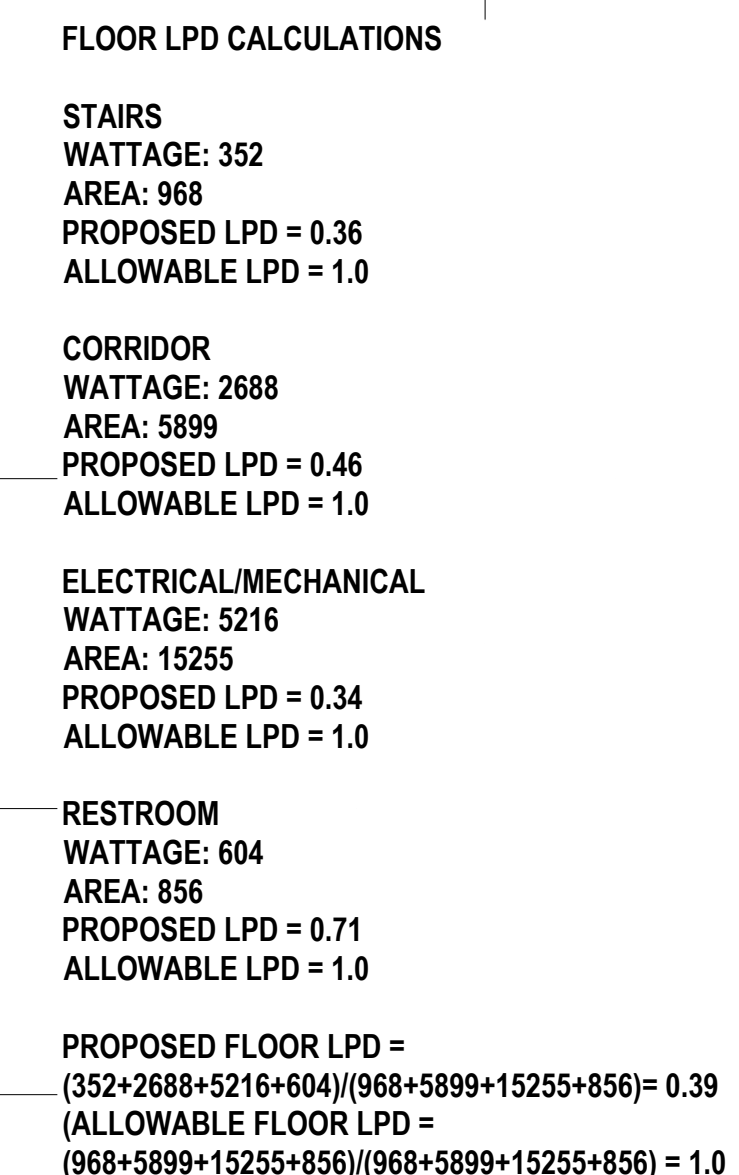 FLOOR LPD CALCULATIONS
STAIRS
WATTAGE: 352
AREA: 968
PROPOSED LPD = 0.36
ALLOWABLE LPD = 1.0
CORRIDOR
WATTAGE: 2688
AREA: 5899
PROPOSED LPD = 0.46
ALLOWABLE LPD = 1.0
ELECTRICAL/MECHANICAL
WATTAGE: 5216
AREA: 15255
PROPOSED LPD = 0.34
ALLOWABLE LPD = 1.0
RESTROOM
WATTAGE: 604
AREA: 856
PROPOSED LPD = 0.71
ALLOWABLE LPD = 1.0
PROPOSED FLOOR LPD =
(352+2688+5216+604)/(968+5899+15255+856)= 0.39
(ALLOWABLE FLOOR LPD =
(968+5899+15255+856)/(968+5899+15255+856) = 1.0